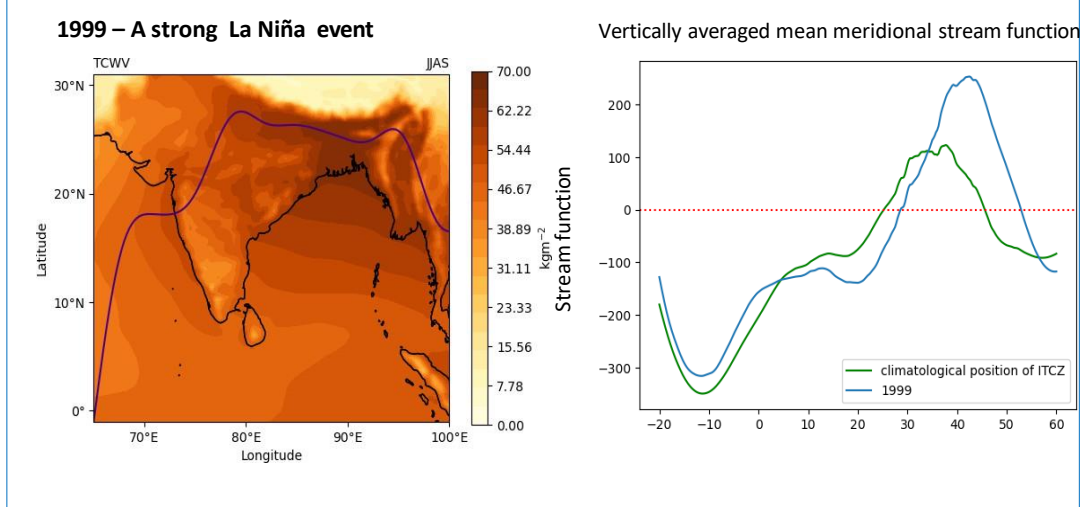 1999 – A strong La Niña event
TCWV JJAS
30°N
20°N
10°N
0°
Latitude
70°E 80°E 90°E 100°E
Longitude
70.00
62.22
54.44
46.67
38.89
31.11
23.33
15.56
7.78
0.00
kgm−2
Vertically averaged mean meridional stream function
Stream function
200
100
0
−100
−200
−300
−20 −10 0 10 20 30 40 50 60
climatological position of ITCZ
1999